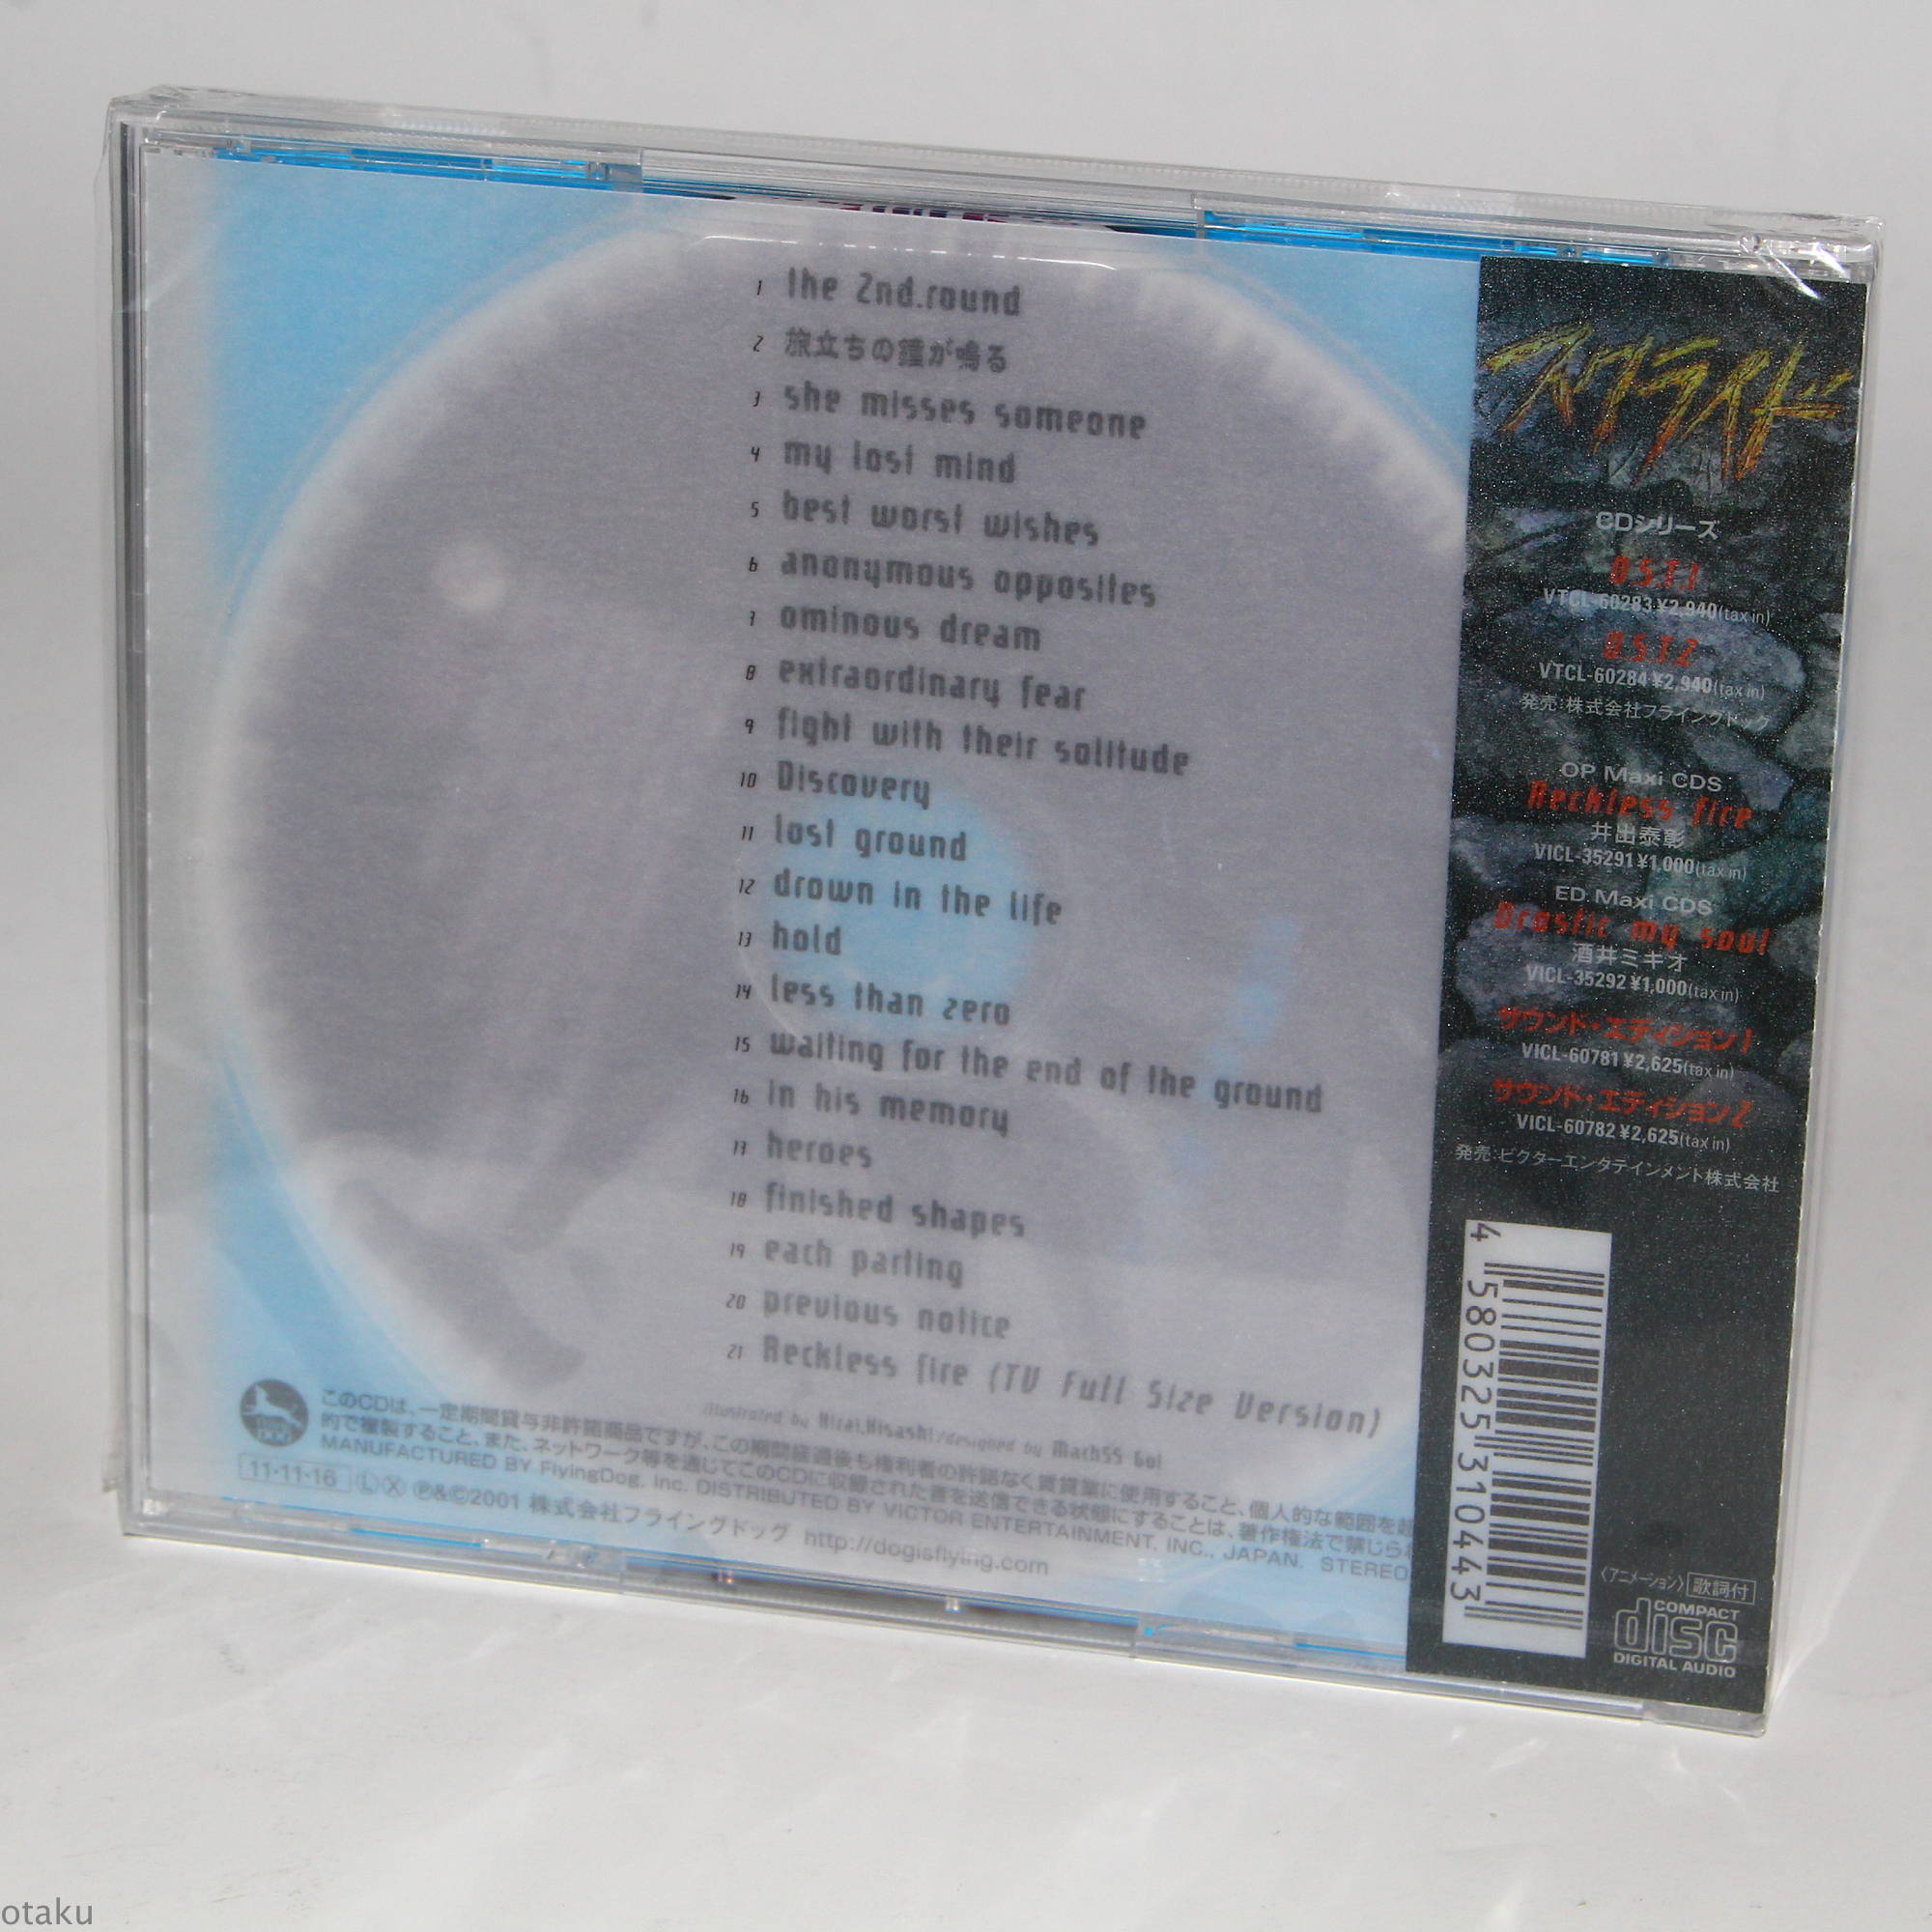 1 the 2nd.round
2 旅立ちの鐘が鳴る
3 she misses someone
4 my lost mind
5 best worst wishes
6 anonymous opposites
7 ominous dream
8 extraordinary fear
9 fight with their solitude
10 Discovery
11 lost ground
12 drown in the life
13 hold
14 less than zero
15 waiting for the end of the ground
16 in his memory
17 heroes
18 finished shapes
19 each parting
20 previous notice
21 Reckless fire (TV Full Size Version)
illustrated by Hirai.Hisashi/designed by Mach55 Go!
このCDは、一定期間貸与非許諾商品ですが、この期間経過後も権利者の許諾なく賃貸業に使用すること、個人的な範囲を超
的で複製すること、また、ネットワーク等を通じてこのCDに収録された音を送信できる状態にすることは、著作権法で禁じら
MANUFACTURED BY FlyingDog, Inc. DISTRIBUTED BY VICTOR ENTERTAINMENT, INC., JAPAN. STEREO
11·11·16 Ⓛ Ⓧ Ⓟ&©2001 株式会社フライングドッグ http://dogisflying.com
スクライド
CDシリーズ
O.S.T.1
VTCL-60283 ¥2,940(tax in)
O.S.T.2
VTCL-60284 ¥2,940(tax in)
発売:株式会社フライングドッグ
OP Maxi CDS
Reckless fire
井出泰彰
VICL-35291 ¥1,000(tax in)
ED Maxi CDS
Drastic my soul
酒井ミキオ
VICL-35292 ¥1,000(tax in)
サウンド・エディション1
VICL-60781 ¥2,625(tax in)
サウンド・エディション2
VICL-60782 ¥2,625(tax in)
発売:ビクターエンタテインメント株式会社
4 580325 310443
〈アニメーション〉 歌詞付
COMPACT
disc
DIGITAL AUDIO
otaku